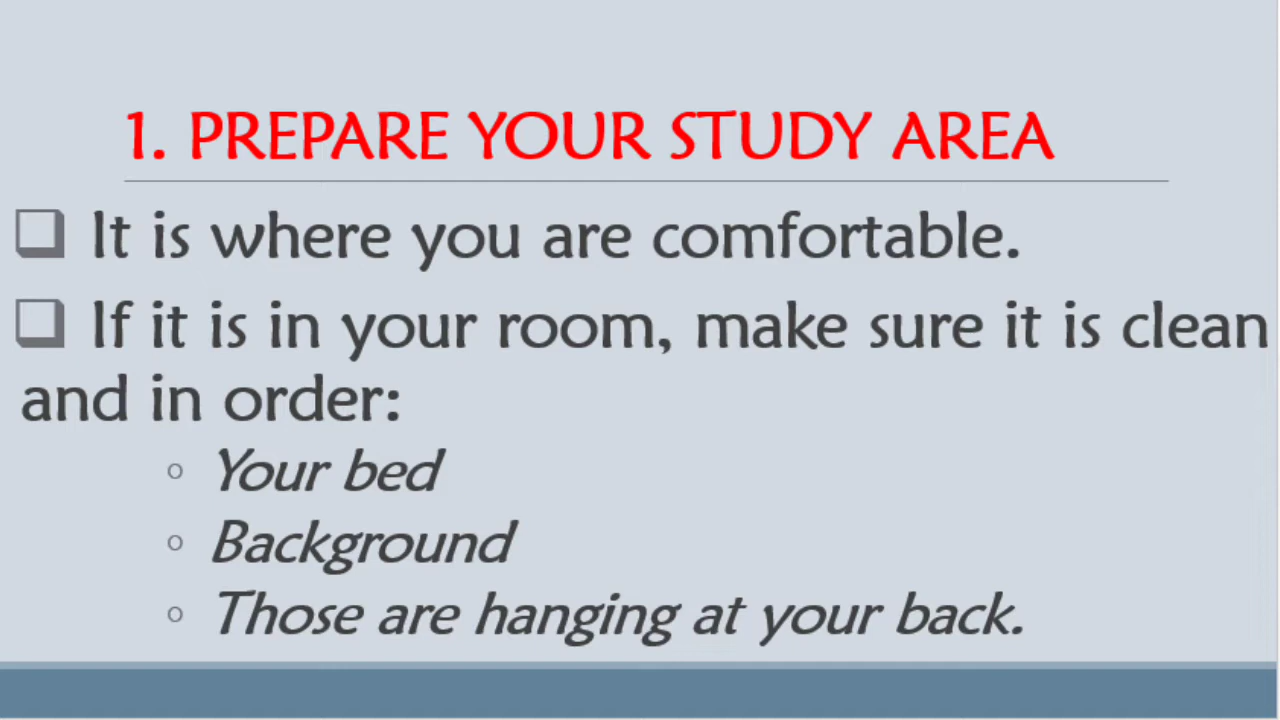 1. PREPARE YOUR STUDY AREA
It is where you are comfortable.
If it is in your room, make sure it is clean
and in order:
Your bed
Background
Those are hanging at your back.